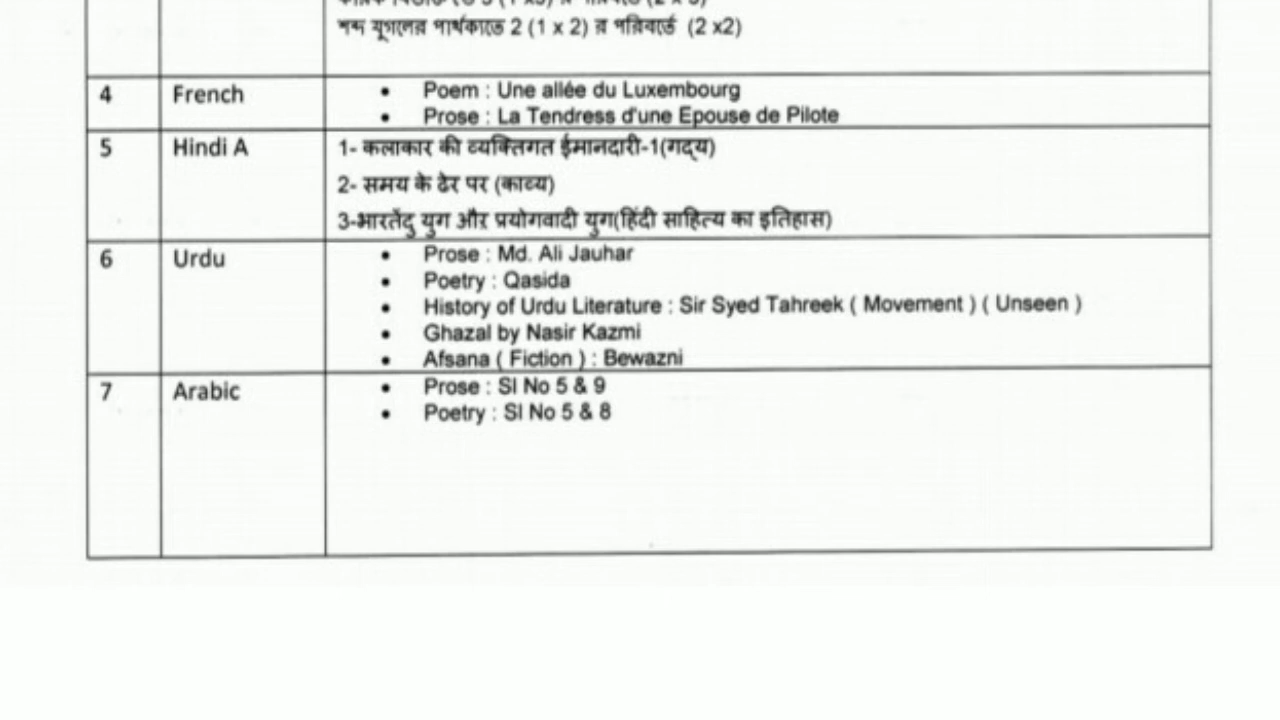 শব্দ যুগলের পার্থক্যতে 2 (1 x 2) র পরিবর্তে (2 x2)
4 French
• Poem : Une allée du Luxembourg
• Prose : La Tendress d'une Epouse de Pilote
5 Hindi A
1- कलाकार की व्यक्तिगत ईमानदारी-1(गद्य)
2- समय के ढेर पर (काव्य)
3-भारतेंदु युग और प्रयोगवादी युग(हिंदी साहित्य का इतिहास)
6 Urdu
• Prose : Md. Ali Jauhar
• Poetry : Qasida
• History of Urdu Literature : Sir Syed Tahreek ( Movement ) ( Unseen )
• Ghazal by Nasir Kazmi
• Afsana ( Fiction ) : Bewazni
7 Arabic
• Prose : Sl No 5 & 9
• Poetry : Sl No 5 & 8